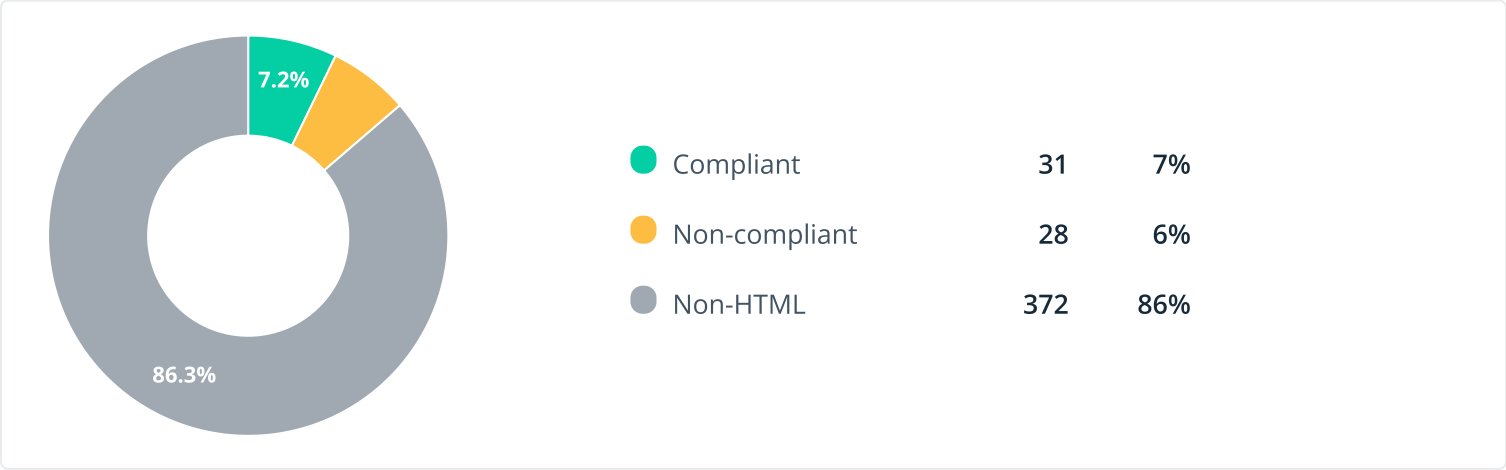 7.2%
86.3%
Compliant 31 7%
Non-compliant 28 6%
Non-HTML 372 86%